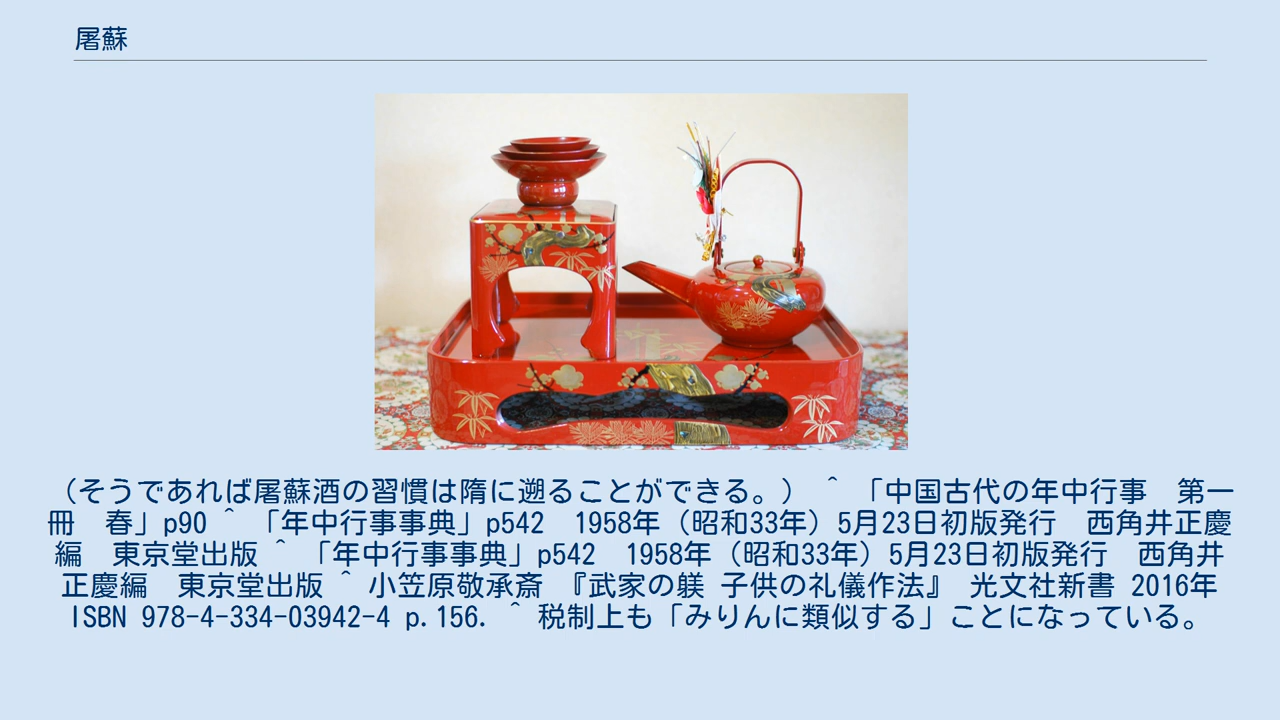 屠蘇
（そうであれば屠蘇酒の習慣は隋に遡ることができる。） ^ 「中国古代の年中行事　第一
冊　春」p90 ^ 「年中行事事典」p542　1958年（昭和33年）5月23日初版発行　西角井正慶
編　東京堂出版 ^ 「年中行事事典」p542　1958年（昭和33年）5月23日初版発行　西角井
正慶編　東京堂出版 ^ 小笠原敬承斎 『武家の躾 子供の礼儀作法』 光文社新書 2016年
ISBN 978-4-334-03942-4 p.156. ^ 税制上も「みりんに類似する」ことになっている。